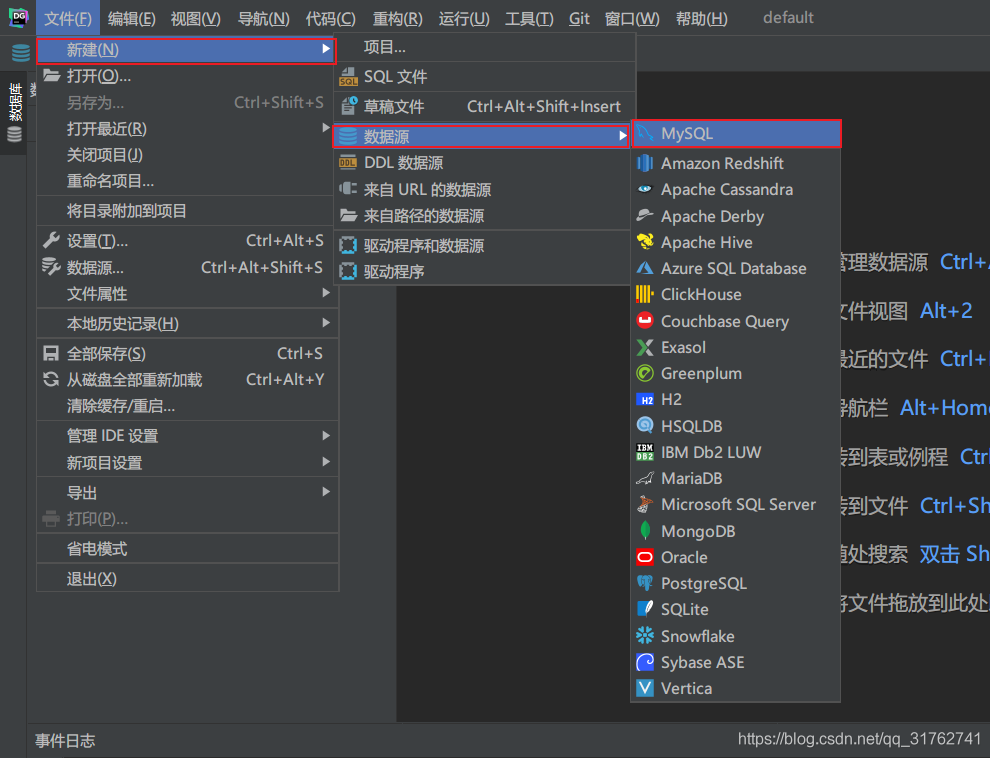 DG 文件(F) 编辑(E) 视图(V) 导航(N) 代码(C) 重构(R) 运行(U) 工具(T) Git 窗口(W) 帮助(H) default
数据库
新建(N)
打开(O)...
另存为... Ctrl+Shift+S
打开最近(R)
关闭项目(J)
重命名项目...
将目录附加到项目
设置(T)... Ctrl+Alt+S
数据源... Ctrl+Alt+Shift+S
文件属性
本地历史记录(H)
全部保存(S) Ctrl+S
从磁盘全部重新加载 Ctrl+Alt+Y
清除缓存/重启...
管理 IDE 设置
新项目设置
导出
打印(P)...
省电模式
退出(X)
项目...
SQL 文件
草稿文件 Ctrl+Alt+Shift+Insert
数据源
DDL 数据源
来自 URL 的数据源
来自路径的数据源
驱动程序和数据源
驱动程序
MySQL
Amazon Redshift
Apache Cassandra
Apache Derby
Apache Hive
Azure SQL Database
ClickHouse
Couchbase Query
Exasol
Greenplum
H2
HSQLDB
IBM Db2 LUW
MariaDB
Microsoft SQL Server
MongoDB
Oracle
PostgreSQL
SQLite
Snowflake
Sybase ASE
Vertica
管理数据源 Ctrl+A
文件视图 Alt+2
最近的文件 Ctrl+
导航栏 Alt+Home
转到表或例程 Ctrl
转到文件 Ctrl+Sh
随处搜索 双击 Sh
将文件拖放到此处
事件日志
https://blog.csdn.net/qq_31762741